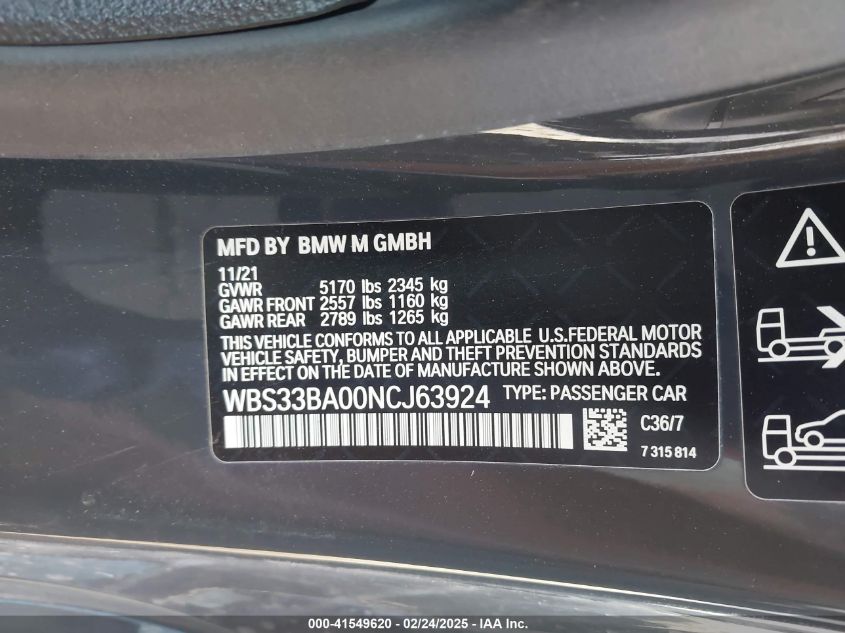 MFD BY BMW M GMBH
11/21
GVWR 5170 lbs 2345 kg
GAWR FRONT 2557 lbs 1160 kg
GAWR REAR 2789 lbs 1265 kg
THIS VEHICLE CONFORMS TO ALL APPLICABLE U.S.FEDERAL MOTOR
VEHICLE SAFETY, BUMPER AND THEFT PREVENTION STANDARDS
IN EFFECT ON THE DATE OF MANUFACTURE SHOWN ABOVE.
WBS33BA00NCJ63924 TYPE: PASSENGER CAR
C36/7
7 315 814
000-41549620 - 02/24/2025 - © IAA Inc.